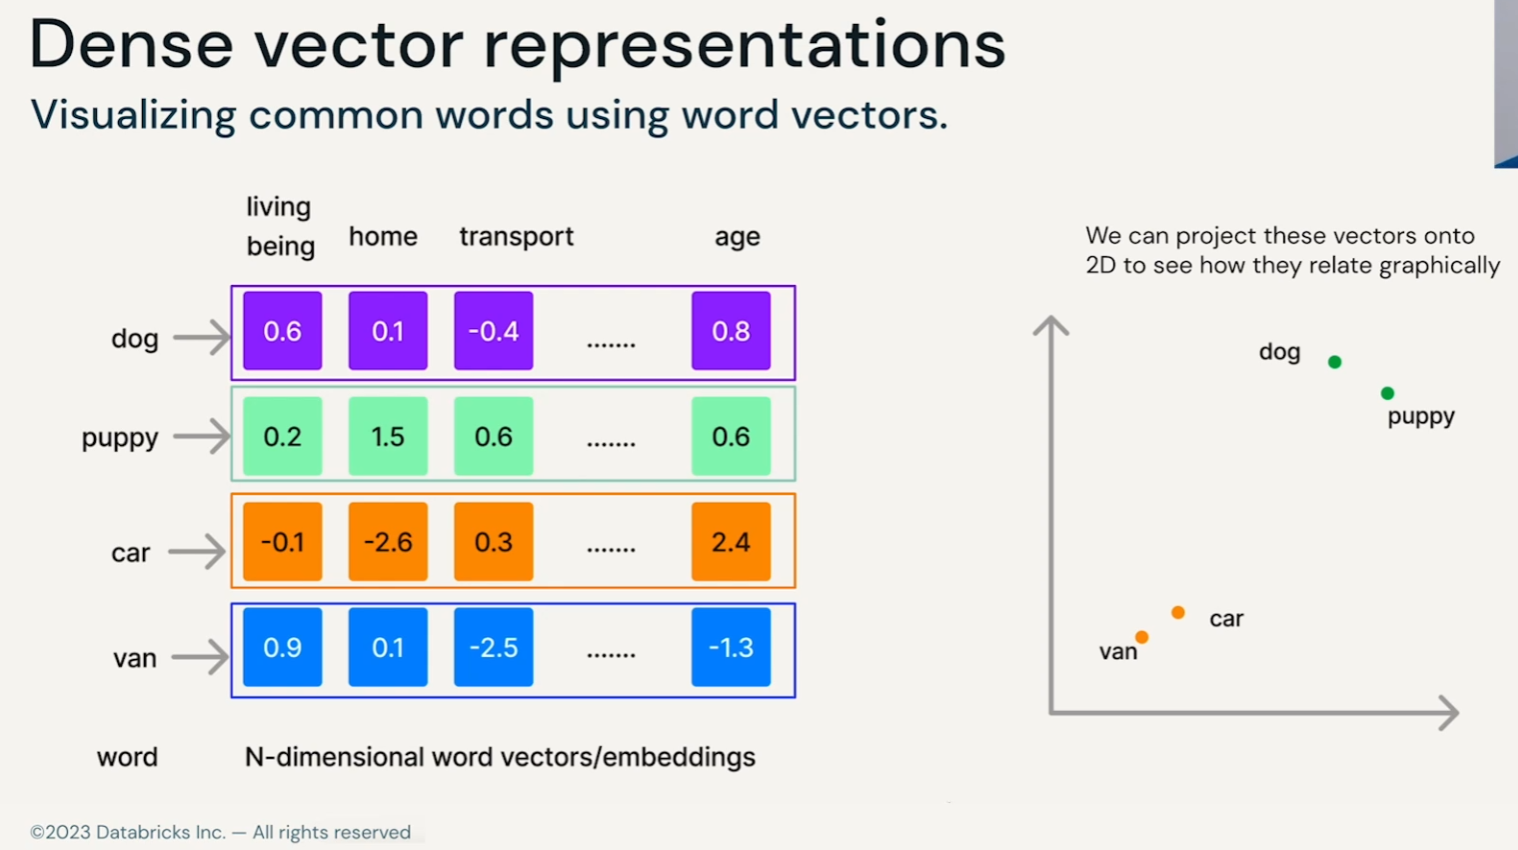 Dense vector representations
Visualizing common words using word vectors.
living
being
home
transport
age
We can project these vectors onto
2D to see how they relate graphically
dog
0.6 0.1 -0.4 ....... 0.8
puppy
0.2 1.5 0.6 ....... 0.6
car
-0.1 -2.6 0.3 ....... 2.4
van
0.9 0.1 -2.5 ....... -1.3
word
N-dimensional word vectors/embeddings
dog
puppy
car
van
©2023 Databricks Inc. — All rights reserved